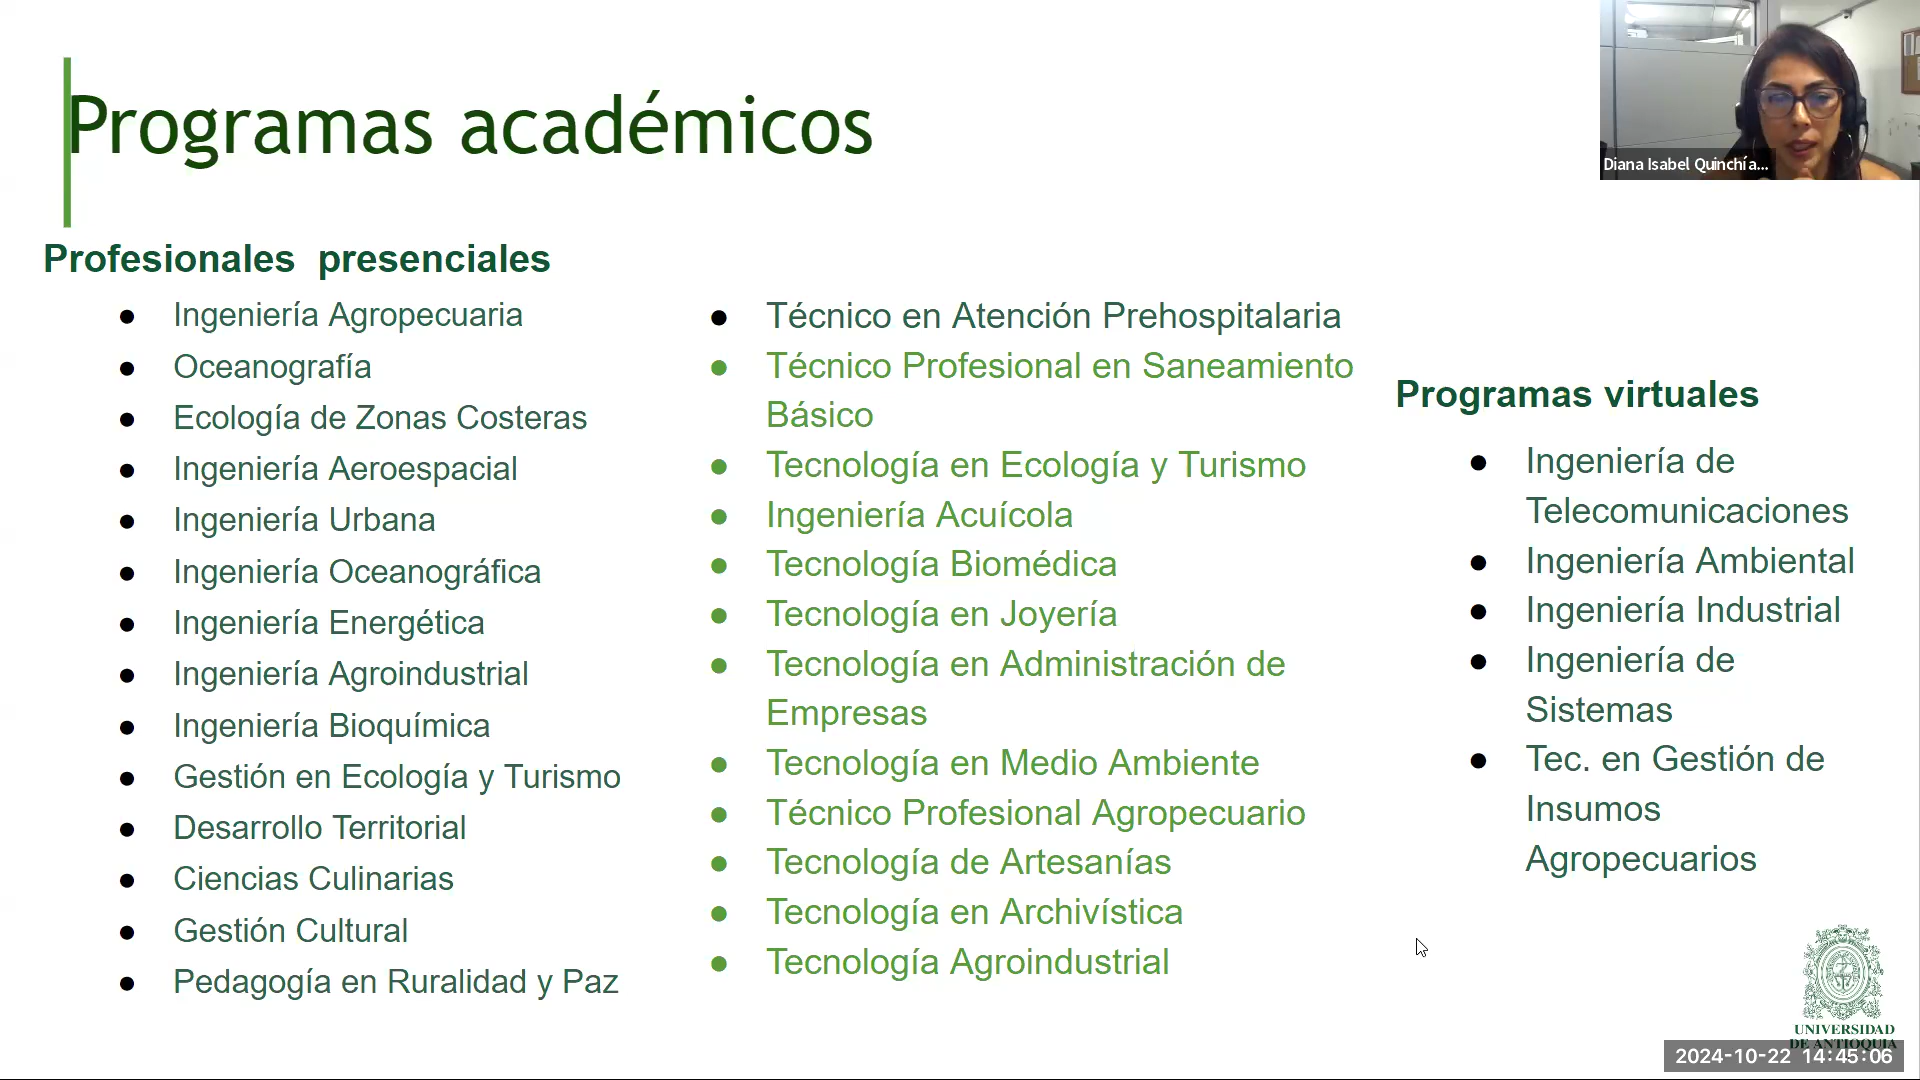 Programas académicos
Diana Isabel Quinchía...
Profesionales  presenciales
Ingeniería Agropecuaria
Oceanografía
Ecología de Zonas Costeras
Ingeniería Aeroespacial
Ingeniería Urbana
Ingeniería Oceanográfica
Ingeniería Energética
Ingeniería Agroindustrial
Ingeniería Bioquímica
Gestión en Ecología y Turismo
Desarrollo Territorial
Ciencias Culinarias
Gestión Cultural
Pedagogía en Ruralidad y Paz
Técnico en Atención Prehospitalaria
Técnico Profesional en Saneamiento
Básico
Tecnología en Ecología y Turismo
Ingeniería Acuícola
Tecnología Biomédica
Tecnología en Joyería
Tecnología en Administración de
Empresas
Tecnología en Medio Ambiente
Técnico Profesional Agropecuario
Tecnología de Artesanías
Tecnología en Archivística
Tecnología Agroindustrial
Programas virtuales
Ingeniería de
Telecomunicaciones
Ingeniería Ambiental
Ingeniería Industrial
Ingeniería de
Sistemas
Tec. en Gestión de
Insumos
Agropecuarios
UNIVERSIDAD
DE ANTIOQUIA
2024-10-22 14:45:06